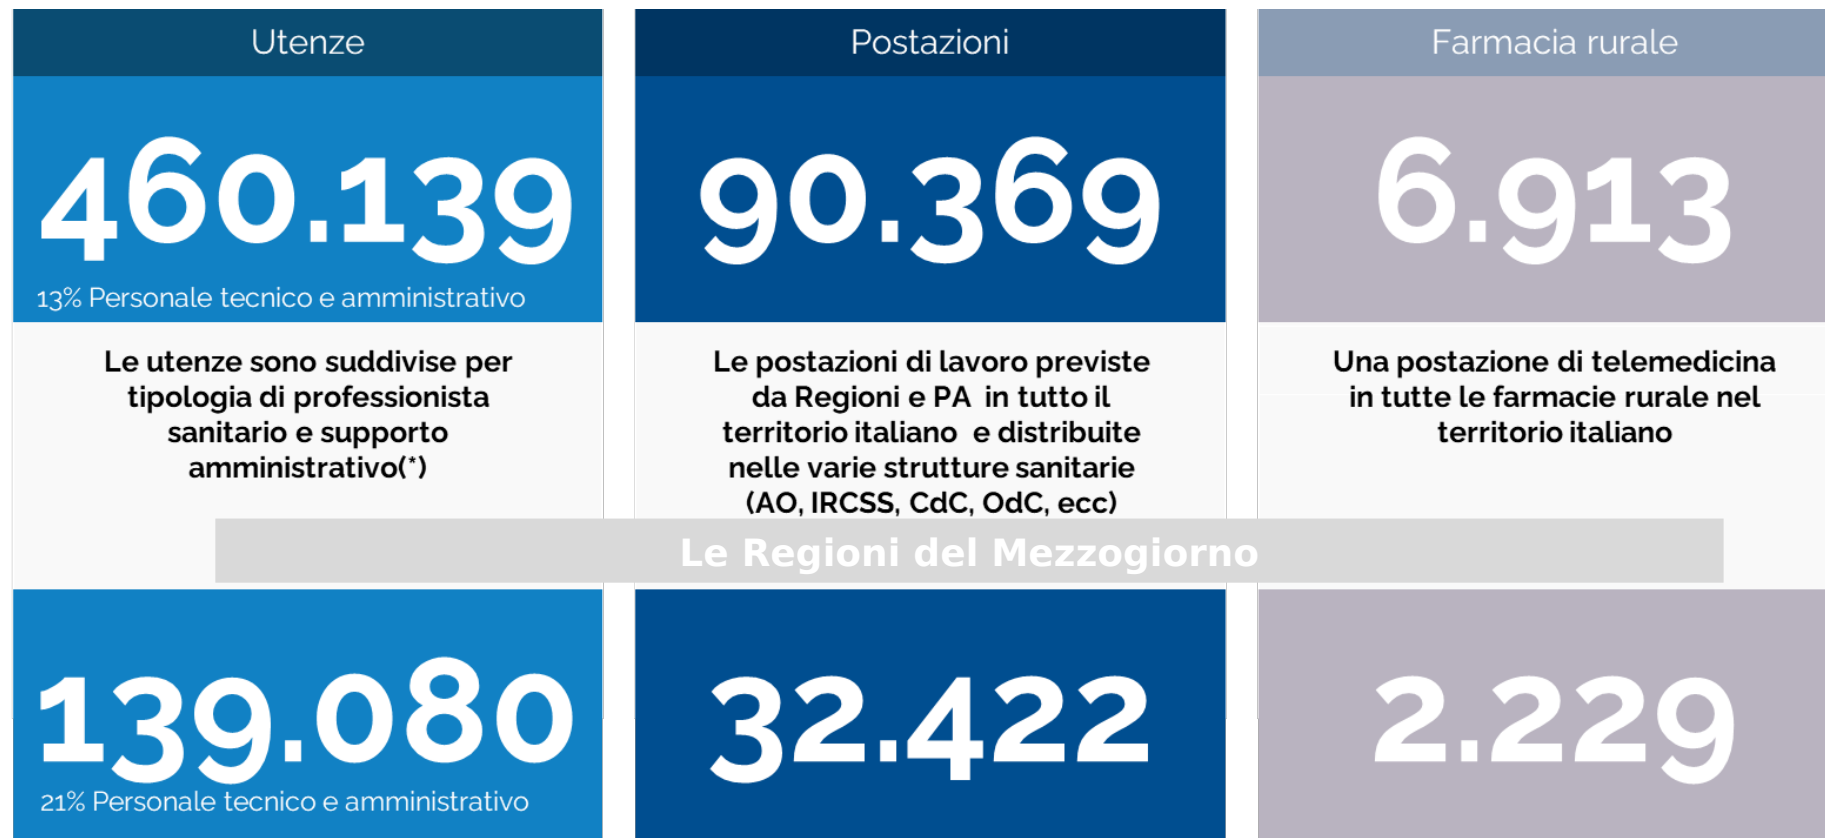 Utenze
460.139
13% Personale tecnico e amministrativo
Le utenze sono suddivise per
tipologia di professionista
sanitario e supporto
amministrativo(*)
Postazioni
90.369
Le postazioni di lavoro previste
da Regioni e PA  in tutto il
territorio italiano  e distribuite
nelle varie strutture sanitarie
(AO, IRCSS, CdC, OdC, ecc)
Farmacia rurale
6.913
Una postazione di telemedicina
in tutte le farmacie rurale nel
territorio italiano
Le Regioni del Mezzogiorno
139.080
21% Personale tecnico e amministrativo
32.422
2.229